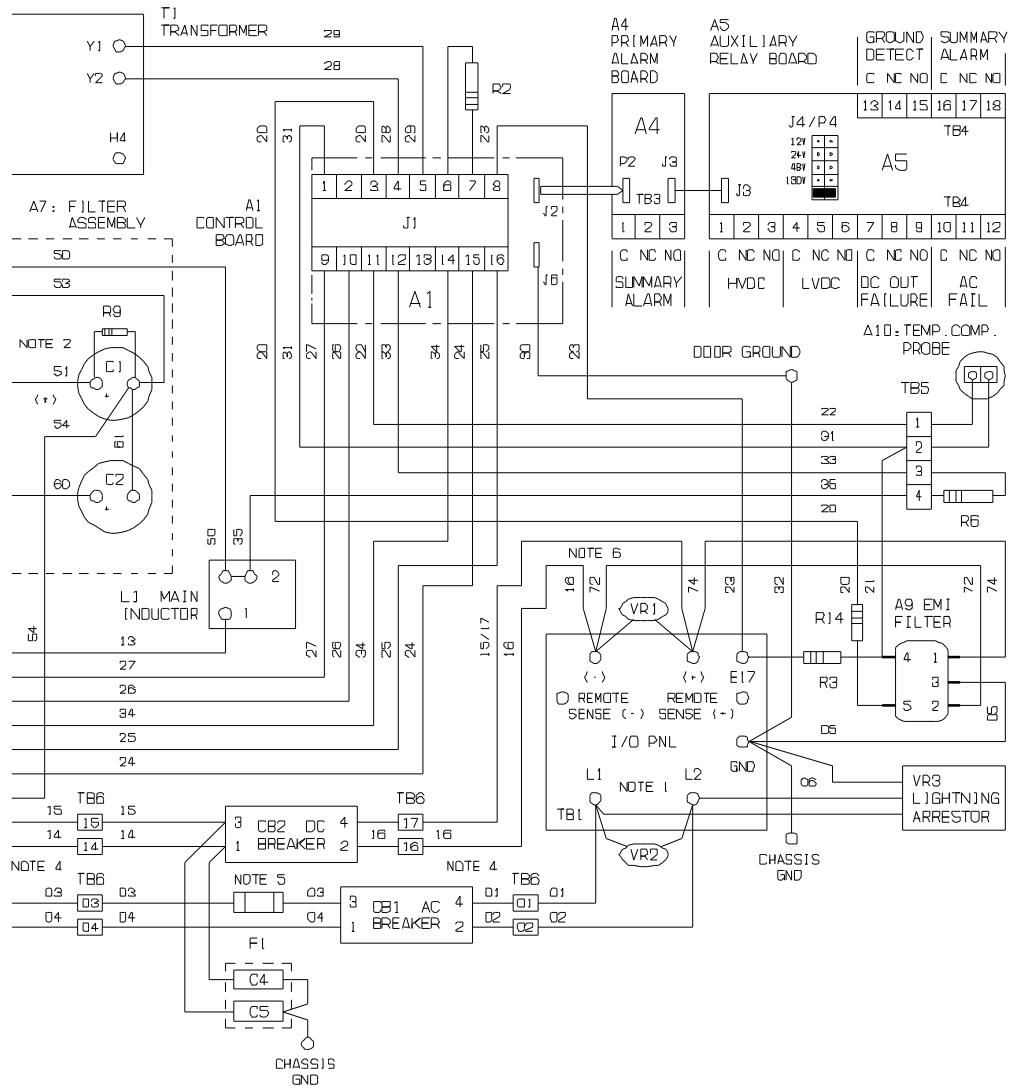 T1
TRANSFORMER
Y1
Y2
H4
29
28
R2
A4
PRIMARY
ALARM
BOARD
A5
AUXILIARY
RELAY BOARD
GROUND
DETECT
SUMMARY
ALARM
C NC NO C NC NO
13 14 15 16 17 18
TB4
A4
J4/P4
12V
24V
48V
130V
A5
P2 J3
TB3
J3
TB4
1 2 3
1 2 3 4 5 6 7 8 9 10 11 12
C NC NO
C NC NO C NC NO C NC NO C NC NO
SUMMARY
ALARM
HVDC
LVDC
DC OUT
FAILURE
AC
FAIL
20 31 20 28 29 23
A7: FILTER
ASSEMBLY
A1
CONTROL
BOARD
1 2 3 4 5 6 7 8
J1
9 10 11 12 13 14 15 16
A1
J2
J6
50
53
R9
NOTE 2
C1
+
51
(+)
54
61
60
C2
+
20 31 27 26 22 33 34 24 25 30 23
DOOR GROUND
A10: TEMP. COMP.
PROBE
TB5
1
2
3
4
22
31
33
35
20
R6
50 35
2
1
L1 MAIN
INDUCTOR
54
13
27
26
34
25
24
27 26 34 25 24
15/17 16
NOTE 6
16 72
VR1
74 23 32 20 21 72 74
R14
A9 EMI
FILTER
4 1
3
5 2
R3
05
05
(-)
(+)
E17
REMOTE
SENSE (-)
REMOTE
SENSE (+)
I/O PNL
GND
L1
L2
NOTE 1
TB1
VR2
06
VR3
LIGHTNING
ARRESTOR
CHASSIS
GND
15 TB6 15
15
14 14
14
3 CB2 DC 4
1 BREAKER 2
TB6
17
16 16 16
NOTE 4
NOTE 5
NOTE 4
03 TB6 03
03
04 04 04
03
04
3 CB1 AC 4
1 BREAKER 2
01 TB6 01
01
02 02 02
F1
C4
C5
CHASSIS
GND